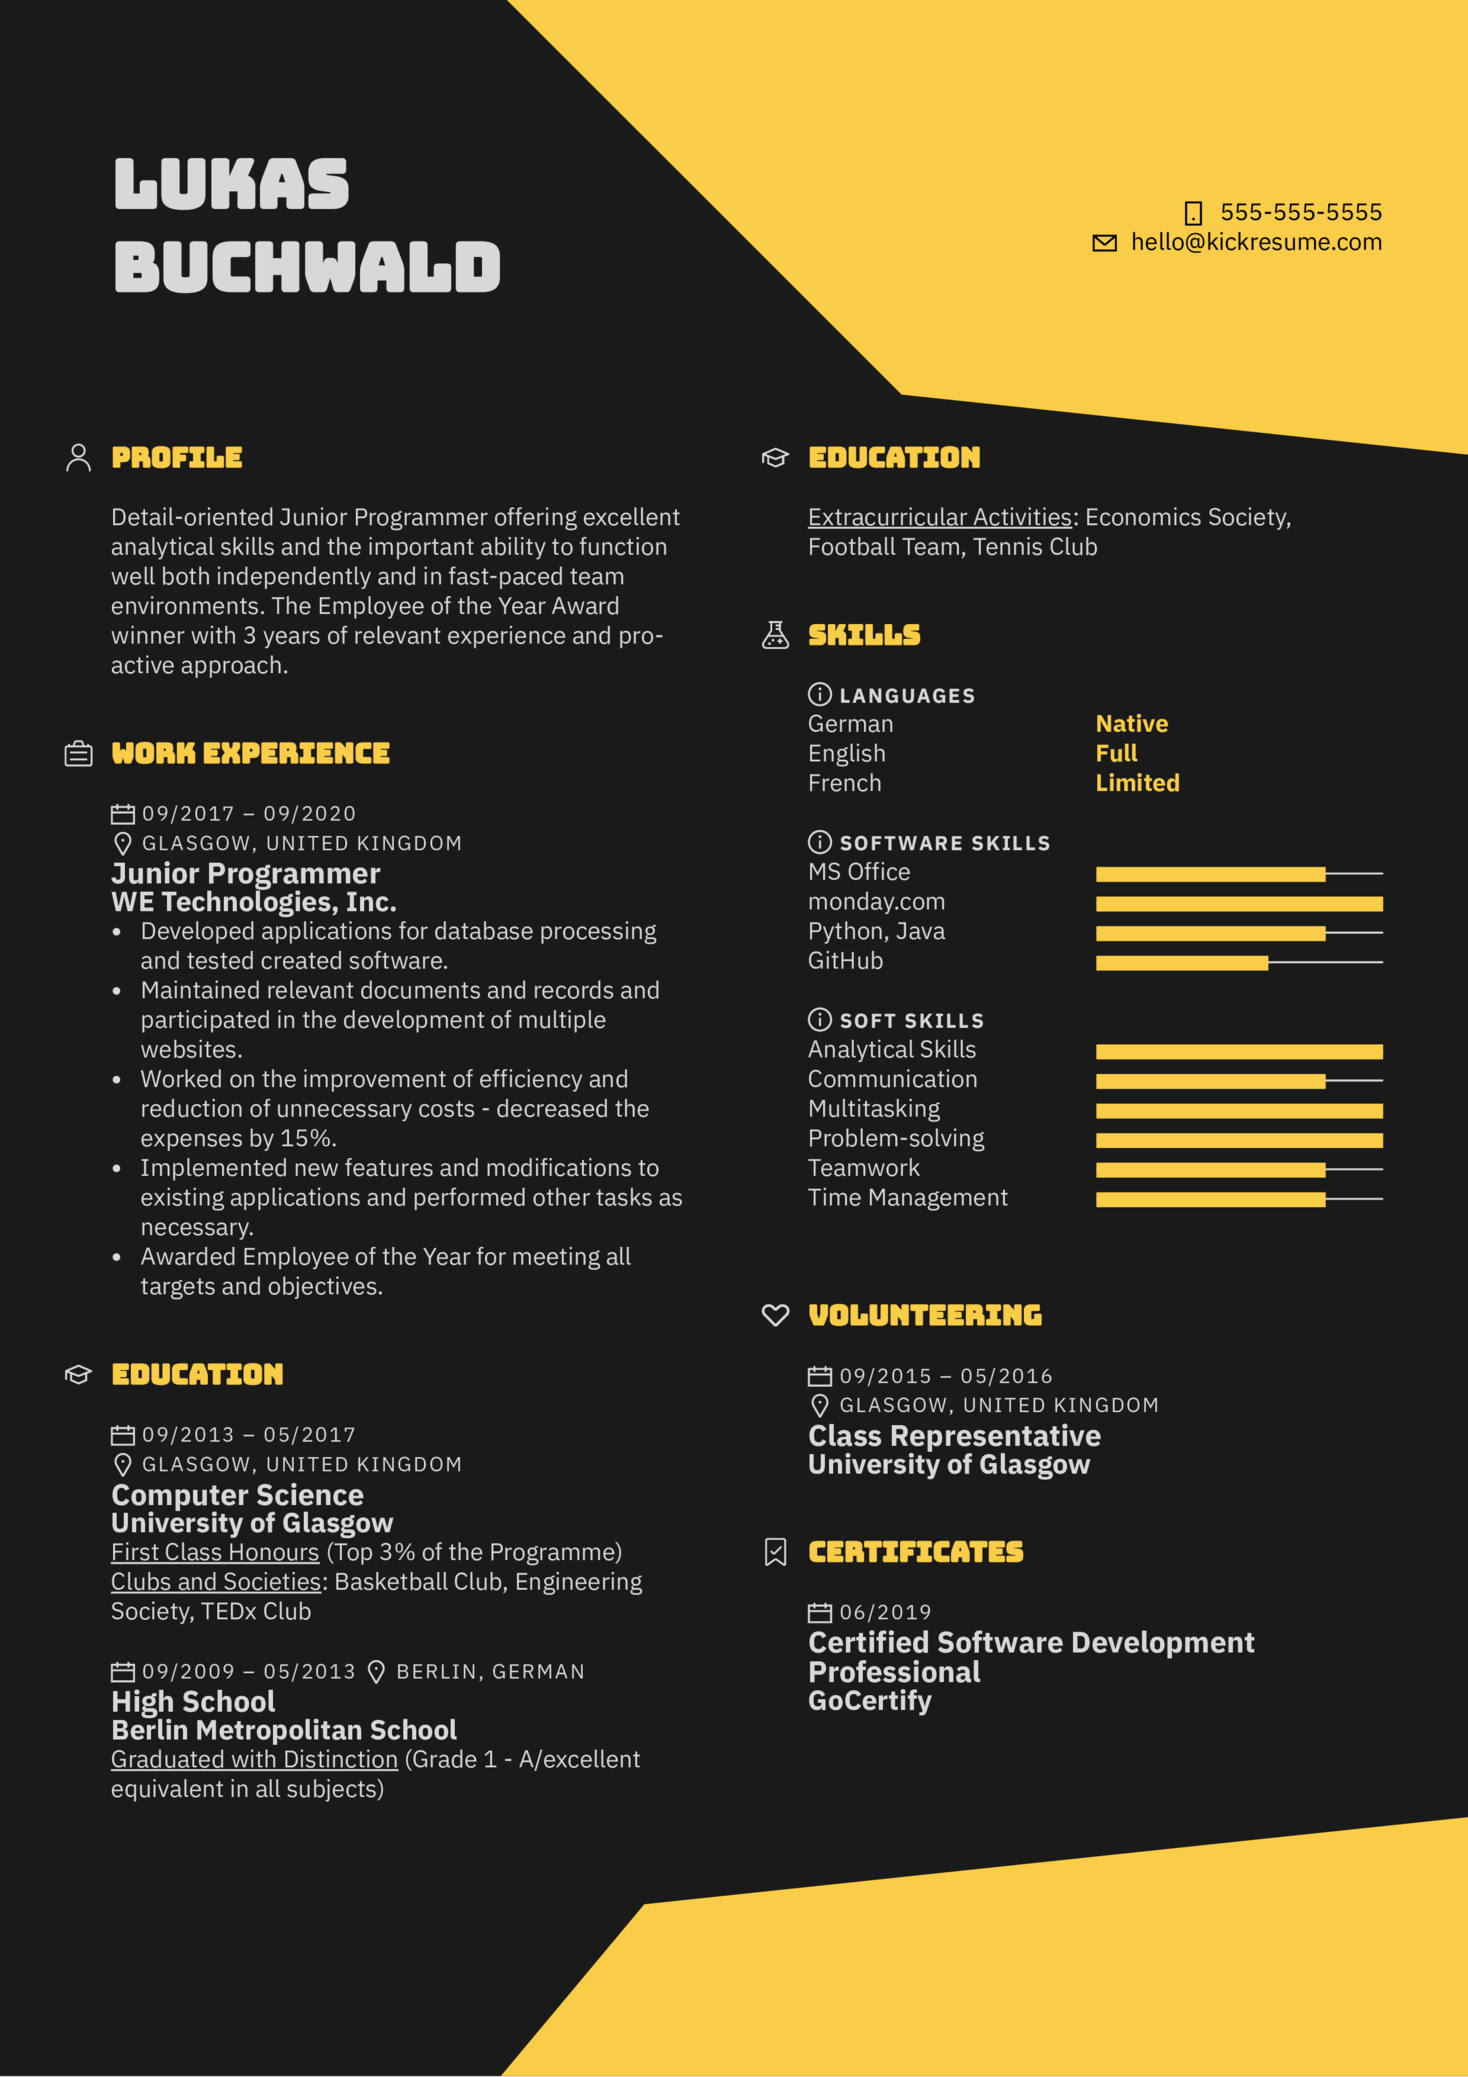 LUKAS
BUCHWALD
555-555-5555
hello@kickresume.com
PROFILE
Detail-oriented Junior Programmer offering excellent
analytical skills and the important ability to function
well both independently and in fast-paced team
environments. The Employee of the Year Award
winner with 3 years of relevant experience and pro-
active approach.
WORK EXPERIENCE
09/2017 – 09/2020
GLASGOW, UNITED KINGDOM
Junior Programmer
WE Technologies, Inc.
• Developed applications for database processing
and tested created software.
• Maintained relevant documents and records and
participated in the development of multiple
websites.
• Worked on the improvement of efficiency and
reduction of unnecessary costs - decreased the
expenses by 15%.
• Implemented new features and modifications to
existing applications and performed other tasks as
necessary.
• Awarded Employee of the Year for meeting all
targets and objectives.
EDUCATION
09/2013 – 05/2017
GLASGOW, UNITED KINGDOM
Computer Science
University of Glasgow
First Class Honours (Top 3% of the Programme)
Clubs and Societies: Basketball Club, Engineering
Society, TEDx Club
09/2009 – 05/2013 BERLIN, GERMAN
High School
Berlin Metropolitan School
Graduated with Distinction (Grade 1 - A/excellent
equivalent in all subjects)
EDUCATION
Extracurricular Activities: Economics Society,
Football Team, Tennis Club
SKILLS
LANGUAGES
German Native
English Full
French Limited
SOFTWARE SKILLS
MS Office
monday.com
Python, Java
GitHub
SOFT SKILLS
Analytical Skills
Communication
Multitasking
Problem-solving
Teamwork
Time Management
VOLUNTEERING
09/2015 – 05/2016
GLASGOW, UNITED KINGDOM
Class Representative
University of Glasgow
CERTIFICATES
06/2019
Certified Software Development
Professional
GoCertify